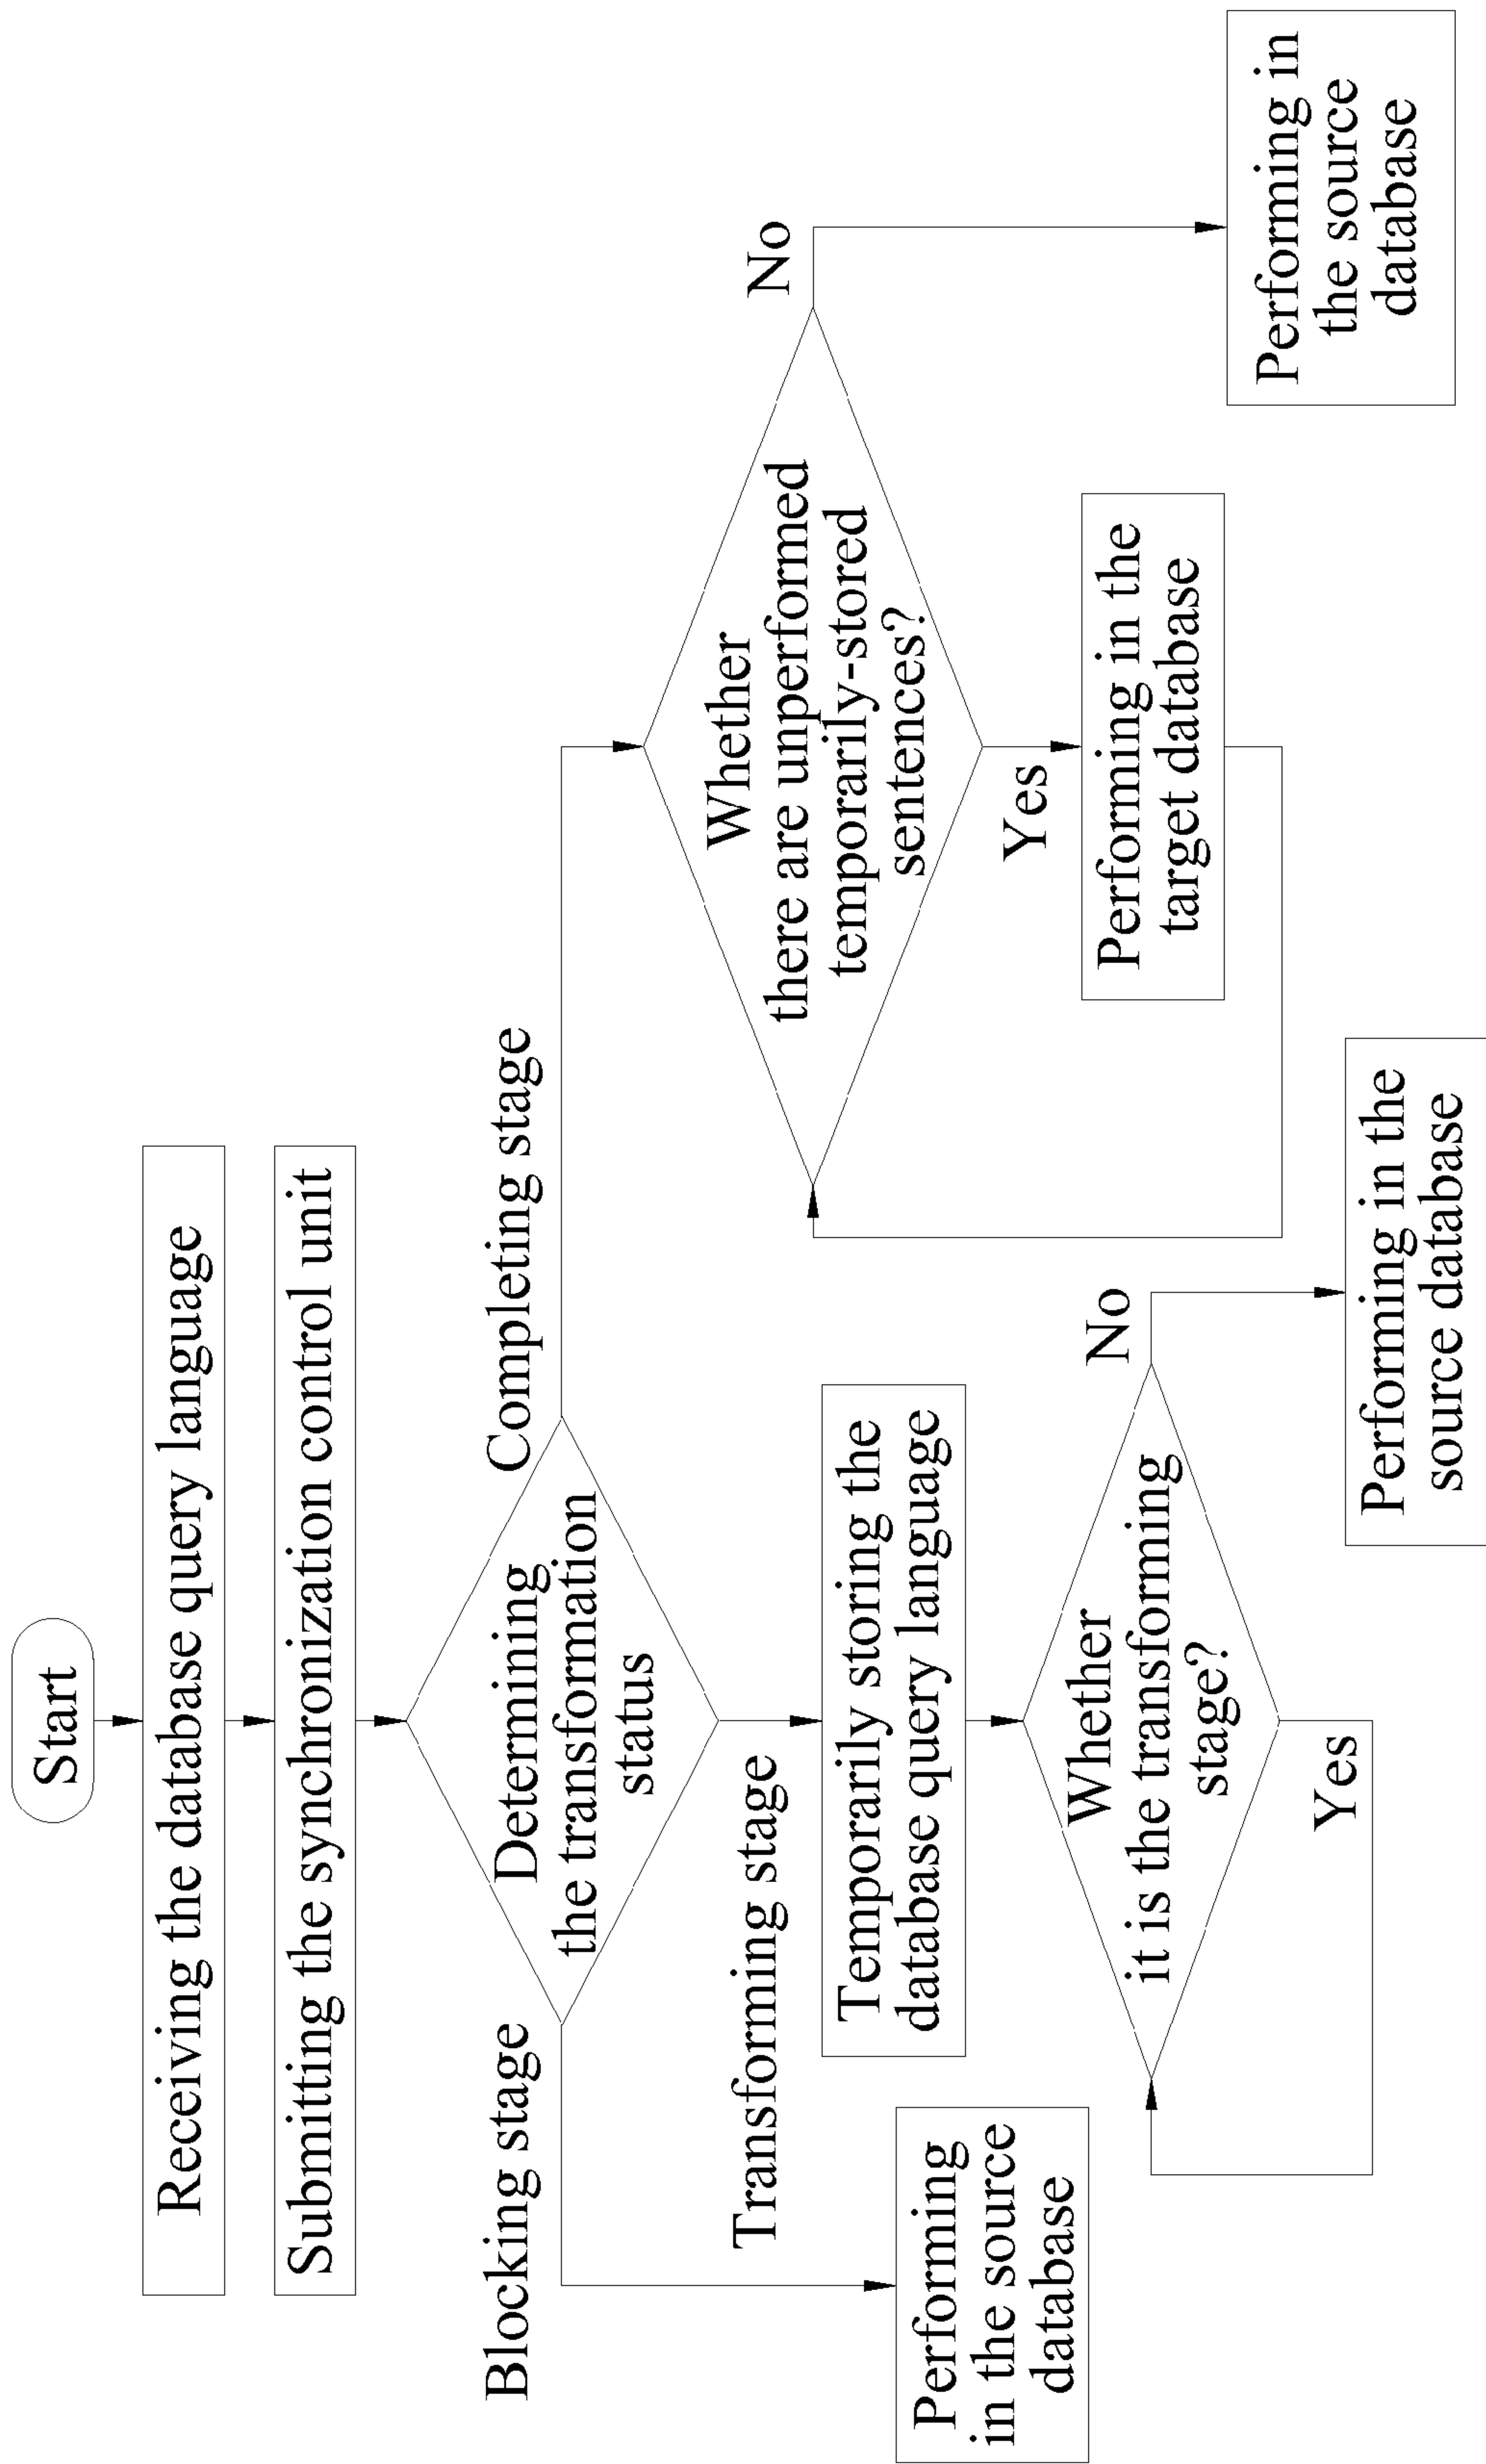 Start
Receiving the database query language
Submitting the synchronization control unit
Determining
the transformation
status
Blocking stage
Completing stage
Transforming stage
Performing
in the source
database
Temporarily storing the
database query language
Whether
it is the transforming
stage?
Yes
No
Performing in the
source database
Whether
there are unperformed
temporarily-stored
sentences?
Yes
No
Performing in the
target database
Performing in
the source
database